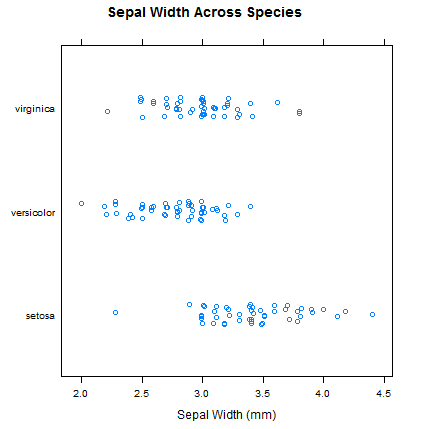 Sepal Width Across Species
virginica
versicolor
setosa
2.0 2.5 3.0 3.5 4.0 4.5
Sepal Width (mm)